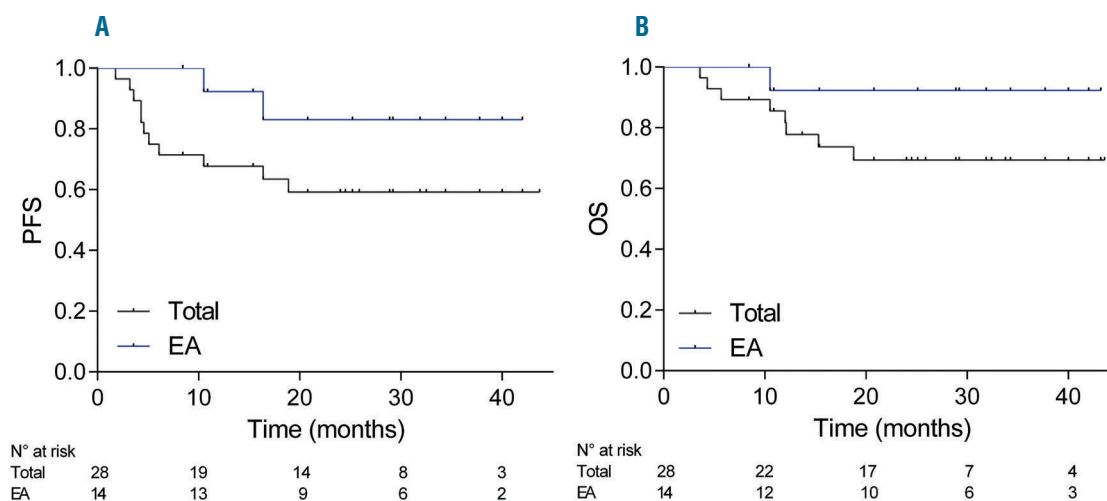 A
1.0
0.8
0.6
0.4
0.2
0.0
PFS
Total
EA
0 10 20 30 40
Time (months)
N° at risk
Total 28 19 14 8 3
EA 14 13 9 6 2
B
1.0
0.8
0.6
0.4
0.2
0.0
OS
Total
EA
0 10 20 30 40
Time (months)
N° at risk
Total 28 22 17 7 4
EA 14 12 10 6 3